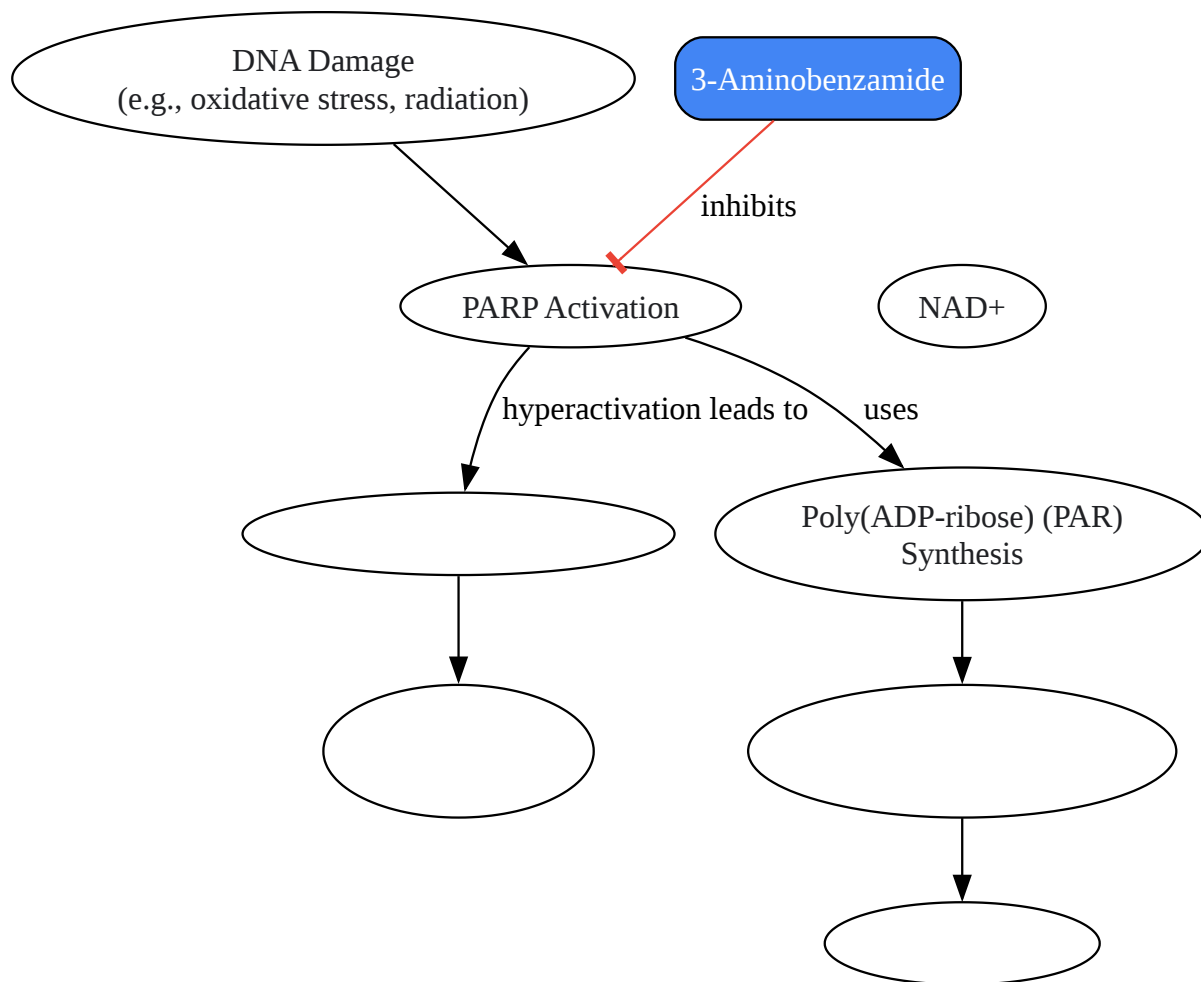 DNA Damage
(e.g., oxidative stress, radiation)
3-Aminobenzamide
inhibits
PARP Activation
NAD+
hyperactivation leads to
uses
Poly(ADP-ribose) (PAR)
Synthesis